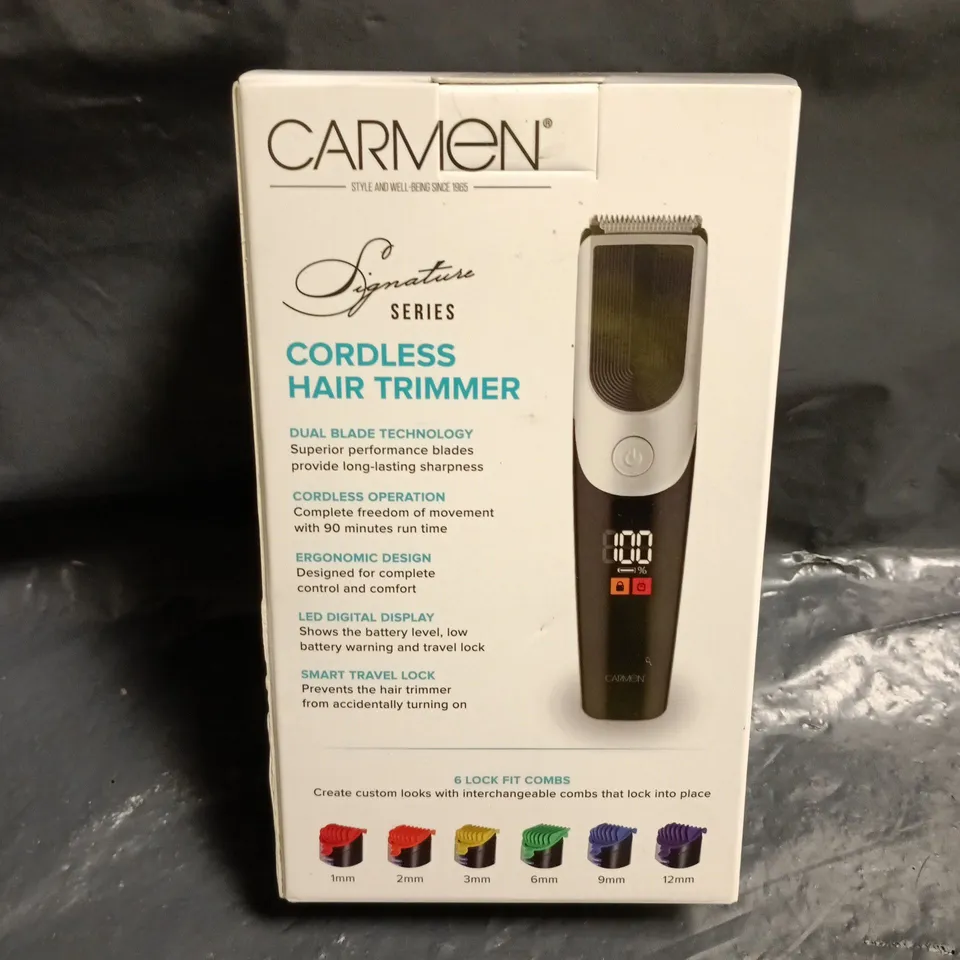 CARMEN®
STYLE AND WELL-BEING SINCE 1965
Signature
SERIES
CORDLESS
HAIR TRIMMER
DUAL BLADE TECHNOLOGY
Superior performance blades
provide long-lasting sharpness
CORDLESS OPERATION
Complete freedom of movement
with 90 minutes run time
ERGONOMIC DESIGN
Designed for complete
control and comfort
LED DIGITAL DISPLAY
Shows the battery level, low
battery warning and travel lock
SMART TRAVEL LOCK
Prevents the hair trimmer
from accidentally turning on
100
%
CARMEN
6 LOCK FIT COMBS
Create custom looks with interchangeable combs that lock into place
1mm 2mm 3mm 6mm 9mm 12mm